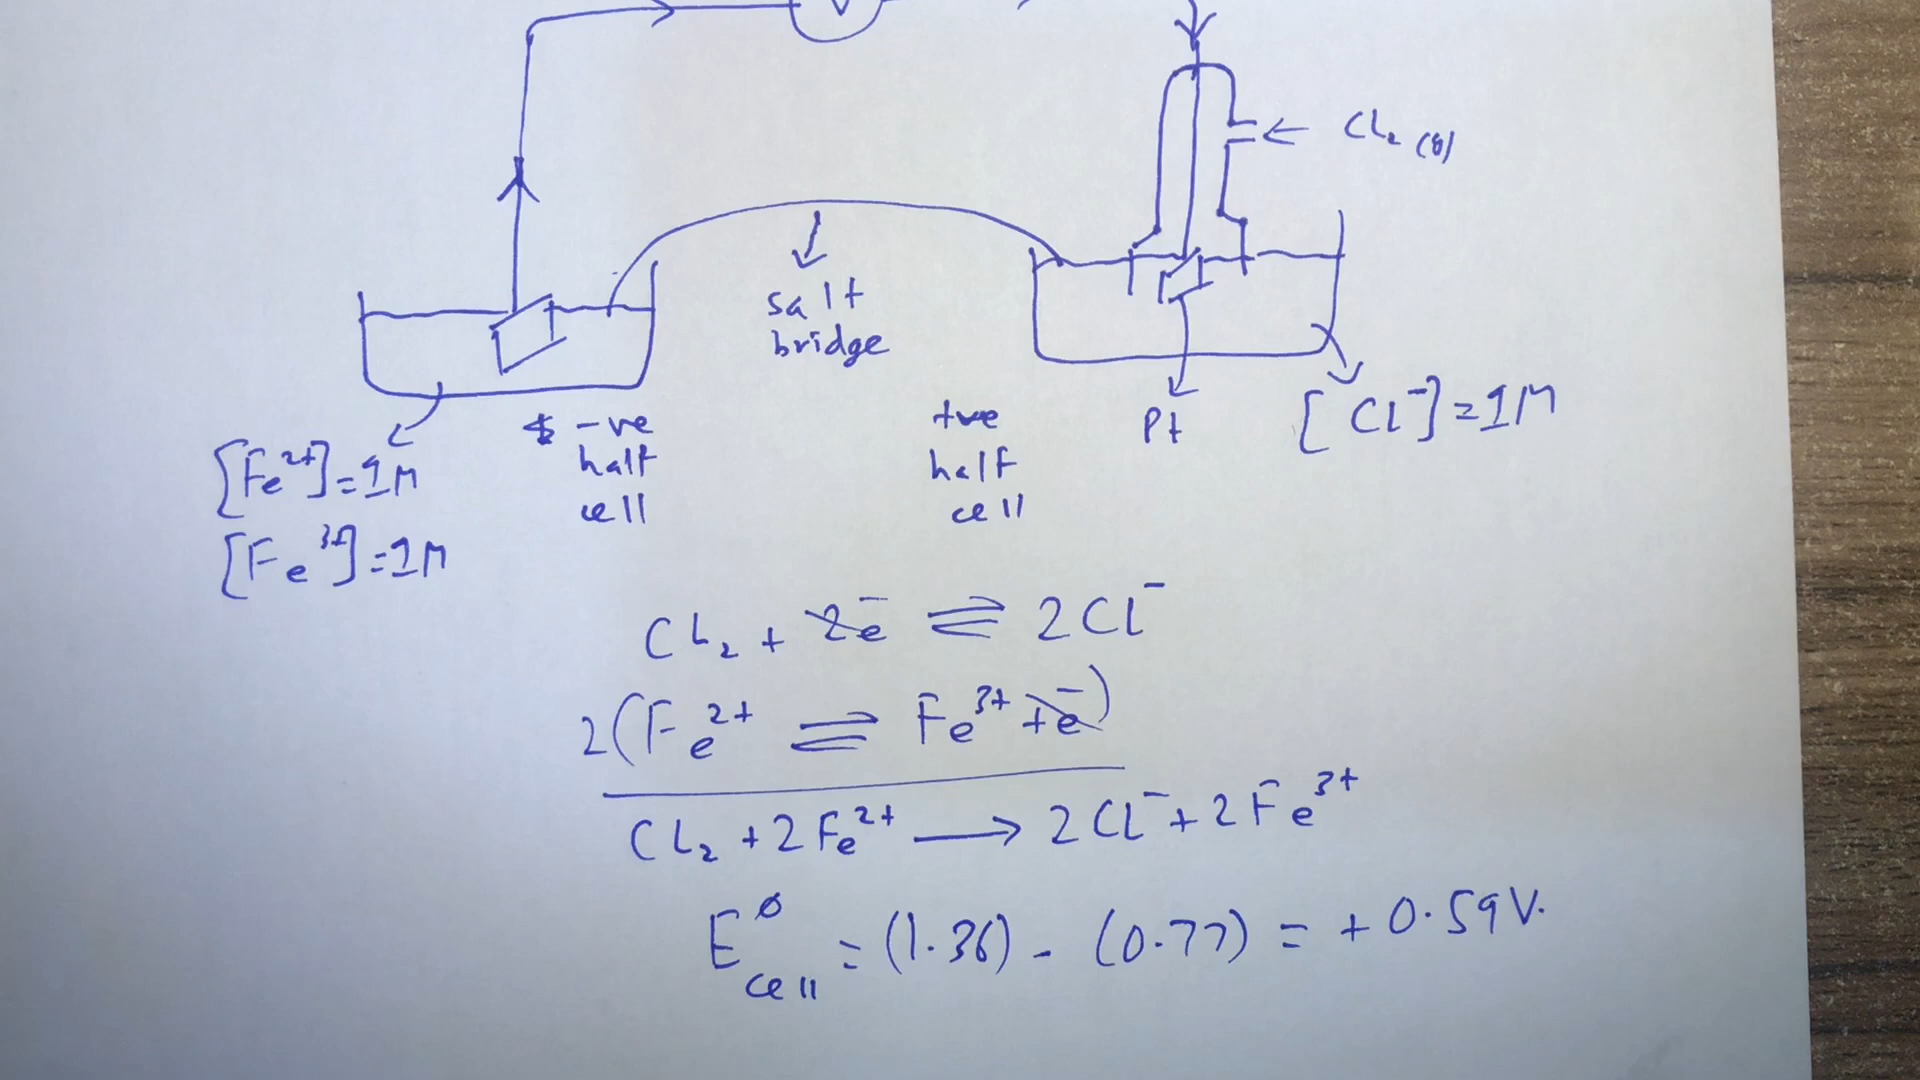 V
Cl₂ (g)
salt
bridge
[Fe²⁺]=1M
[Fe³⁺]=1M
-ve
half
cell
+ve
half
cell
Pt
[Cl⁻]=1M
Cl₂ + 2e⁻ ⇌ 2Cl⁻
2(Fe²⁺ ⇌ Fe³⁺ + e⁻)
Cl₂ + 2Fe²⁺ → 2Cl⁻ + 2Fe³⁺
E⦵cell = (1.36) - (0.77) = +0.59V.